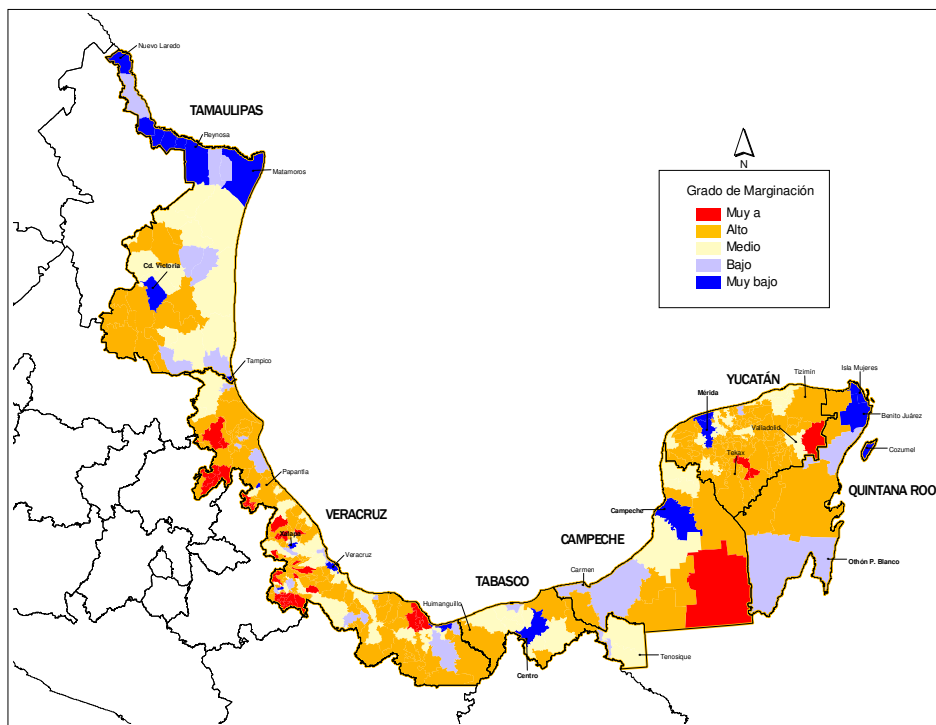 Nuevo Laredo
TAMAULIPAS
Reynosa
Matamoros
N
Grado de Marginación
Muy a
Alto
Medio
Bajo
Muy bajo
Cd. Victoria
Tampico
Isla Mujeres
Tizimín
YUCATÁN
Mérida
Benito Juárez
Valladolid
Cozumel
Tekax
Papantla
QUINTANA ROO
VERACRUZ
Campeche
Xalapa
CAMPECHE
Veracruz
Othón P. Blanco
TABASCO
Carmen
Huimanguillo
Tenosique
Centro